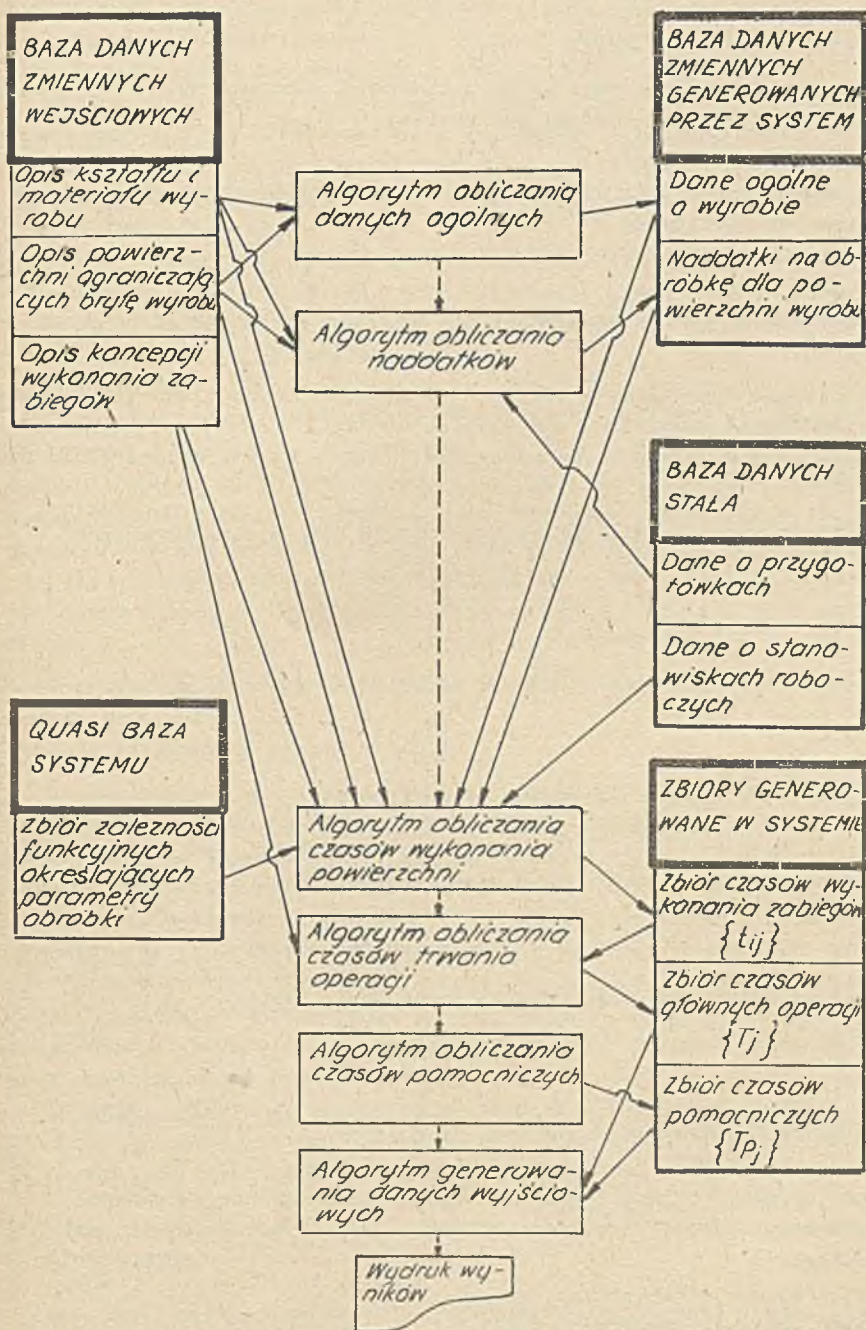 BAZA DANYCH
ZMIENNYCH
WEJSCIOWYCH
Opis kształtu i
materiału wy-
robu
Opis powierz-
chni ograniczają
cych bryłę wyrobu
Opis koncepcji
wykonania za-
biegów
QUASI BAZA
SYSTEMU
Zbiór zależności
funkcyjnych
określających
parametry
obróbki
Algorytm obliczania
danych ogólnych
Algorytm obliczania
naddatków
Algorytm obliczania
czasów wykonania
powierzchni
Algorytm obliczania
czasów trwania
operacji
Algorytm obliczania
czasów pomocniczych
Algorytm generowa-
nia danych wyjścio-
wych
Wydruk wy-
ników
BAZA DANYCH
ZMIENNYCH
GENEROWANYCH
PRZEZ SYSTEM
Dane ogólne
o wyrobie
Naddatki na ob-
róbkę dla po-
wierzchni wyrobu
BAZA DANYCH
STAŁA
Dane o przygo-
tówkach
Dane o stano-
wiskach robo-
czych
ZBIORY GENERO-
WANE W SYSTEMIE
Zbiór czasów wy-
konania zabiegów
{tij}
Zbiór czasów
głównych operacji
{Tj}
Zbiór czasów
pomocniczych
{Tpj}